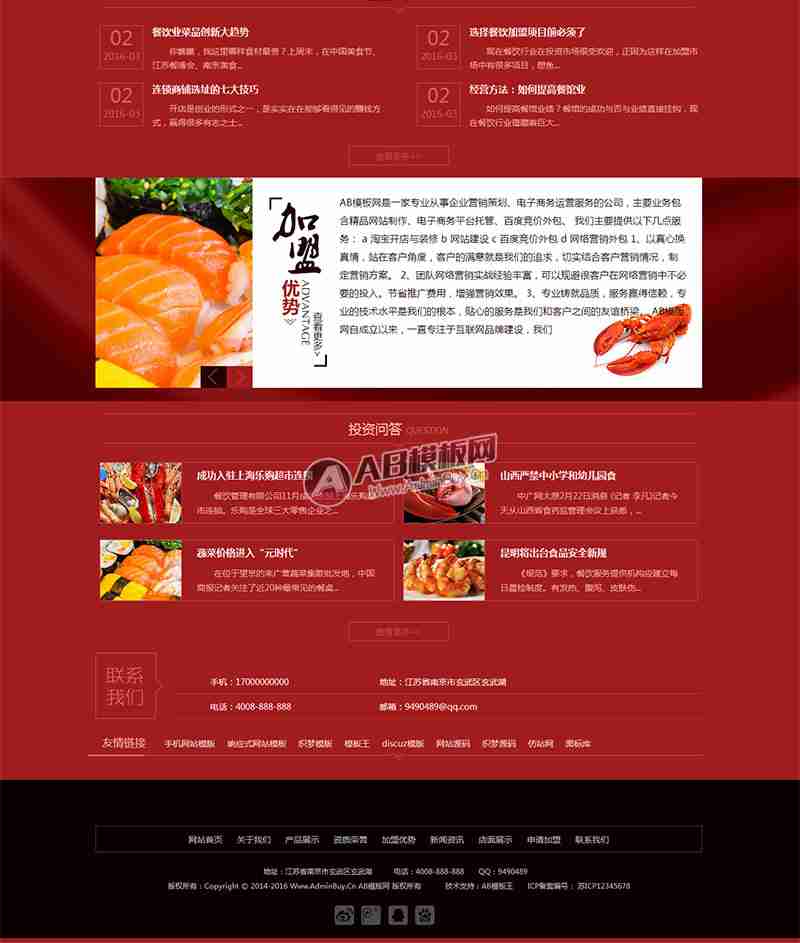 02
2016-03
餐饮业菜品创新大趋势
你瞧瞧，找这里哪样食材最贵？上周末，在中国美食节、
江苏餐博会、南京美食...
02
2016-03
选择餐饮加盟项目前必须了
现在餐饮行业在投资市场很受欢迎，正因为这样在加盟市
场中有很多项目，想免...
02
2016-03
连锁商铺选址的七大技巧
开店是创业的形式之一，是实实在在能够看得见的赚钱方
式，赢得很多有志之士...
02
2016-03
经营方法：如何提高餐馆业
如何提高餐馆业绩？餐馆的成功与否与业绩直接挂钩，现
在餐饮行业虽面临巨大...
查看更多>>
加盟
优势
ADVANTAGE
查看更多>
AB模板网是一家专业从事企业营销策划、电子商务运营服务的公司，主要业务包
含精品网站制作、电子商务平台托管、百度竞价外包、 我们主要提供以下几点服
务： a 淘宝开店与装修 b 网站建设 c 百度竞价外包 d 网络营销外包 1、以真心换
真情，站在客户角度，客户的满意就是我们的追求，切实结合客户营销情况，制
定营销方案。 2、团队网络营销实战经验丰富，可以规避很客户在网络营销中不必
要的投入。节省推广费用，增强营销效果。 3、专业铸就品质，服务赢得信赖，专
业的技术水平是我们的根本，贴心的服务是我们和客户之间的友谊桥梁。 AB模板
网自成立以来，一直专注于互联网品牌建设，我们
投资问答 QUESTION
AB模板网
Www.AdminBuy.Cn
成功入驻上海乐购超市连锁
餐饮管理有限公司11月成功
市连锁。乐购是全球三大零售企业之...
山西严禁中小学和幼儿园食
中广网太原2月22日消息 (记者 李凡)记者今
天从山西省食药监管理会议上获悉，...
蔬菜价格进入“元时代”
在位于望京的来广营蔬菜集散批发地，中国
商报记者关注了近20种最常见的餐桌...
昆明将出台食品安全新规
《规范》要求，餐饮服务提供机构应建立每
日晨检制度。有发热、腹泻、皮肤伤...
查看更多>>
联系
我们
手机：17000000000
地址：江苏省南京市玄武区玄武湖
电话：4008-888-888
邮箱：9490489@qq.com
友情链接 手机网站模版 响应式网站模板 织梦模版 模板王 discuz模版 网站源码 织梦源码 仿站网 图标库
网站首页 关于我们 产品展示 资质荣誉 加盟优势 新闻资讯 店面展示 申请加盟 联系我们
地址：江苏省南京市玄武区玄武湖 电话：4008-888-888 QQ：9490489
版权所有：Copyright © 2014-2016 Www.AdminBuy.Cn AB模板网 版权所有 技术支持：AB模板王 ICP备案编号： 苏ICP12345678